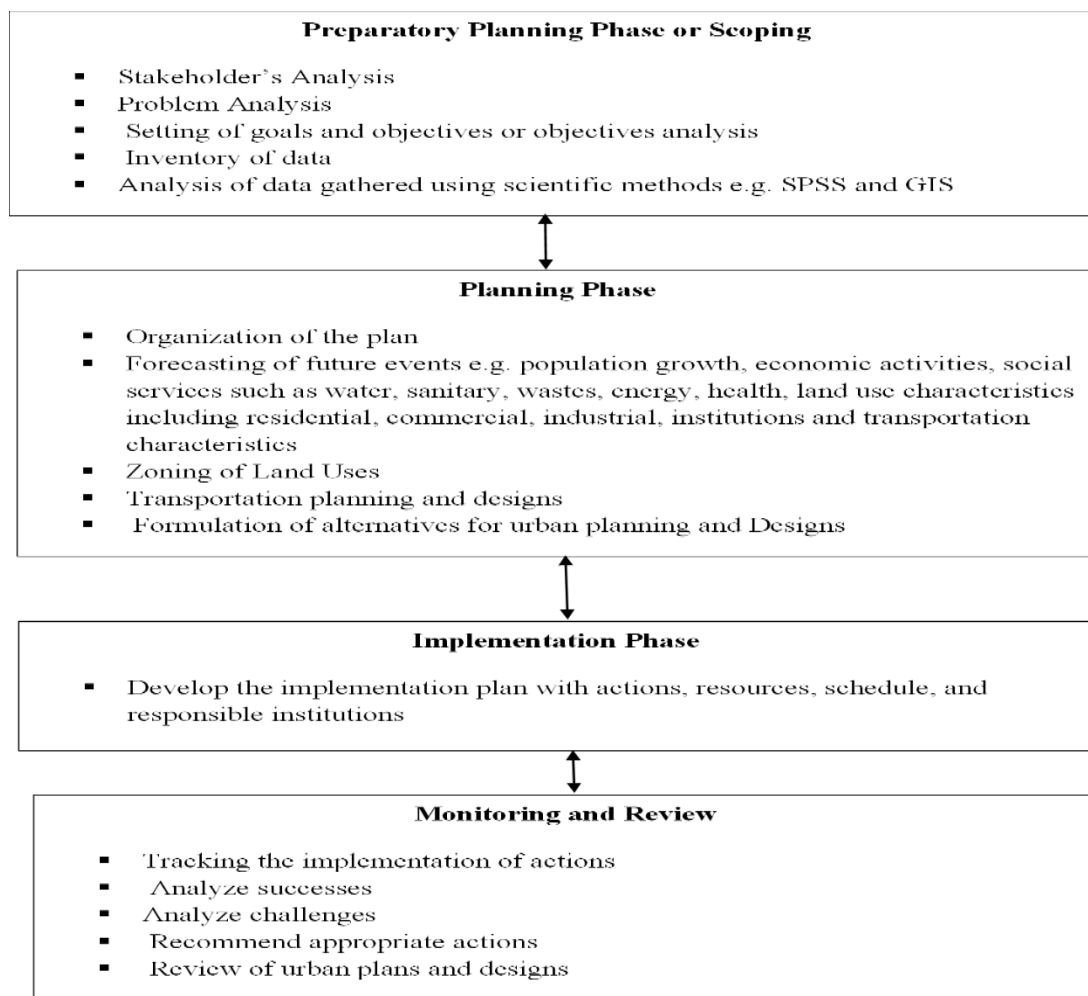 Preparatory Planning Phase or Scoping
▪ Stakeholder's Analysis
▪ Problem Analysis
▪ Setting of goals and objectives or objectives analysis
▪ Inventory of data
▪ Analysis of data gathered using scientific methods e.g. SPSS and GIS
Planning Phase
▪ Organization of the plan
▪ Forecasting of future events e.g. population growth, economic activities, social
services such as water, sanitary, wastes, energy, health, land use characteristics
including residential, commercial, industrial, institutions and transportation
characteristics
▪ Zoning of Land Uses
▪ Transportation planning and designs
▪ Formulation of alternatives for urban planning and Designs
Implementation Phase
▪ Develop the implementation plan with actions, resources, schedule, and
responsible institutions
Monitoring and Review
▪ Tracking the implementation of actions
▪ Analyze successes
▪ Analyze challenges
▪ Recommend appropriate actions
▪ Review of urban plans and designs